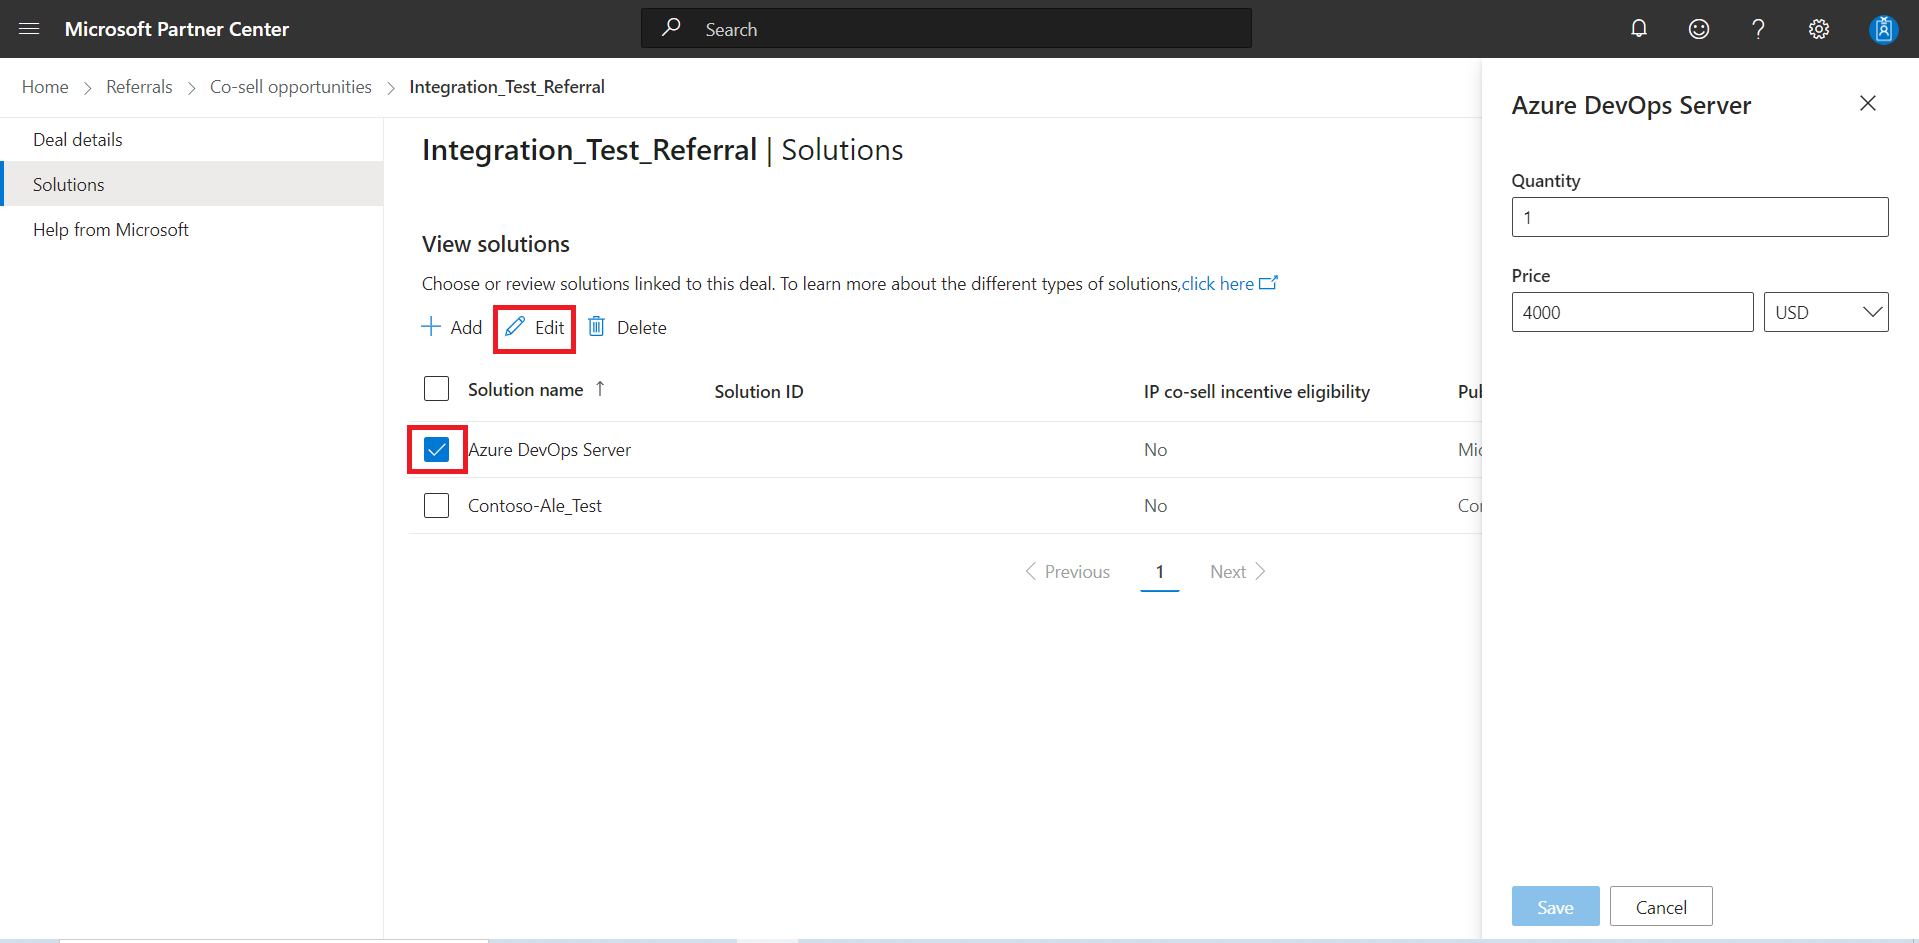 Microsoft Partner Center
Search
Home
Referrals
Co-sell opportunities
Integration_Test_Referral
Deal details
Solutions
Help from Microsoft
Integration_Test_Referral | Solutions
View solutions
Choose or review solutions linked to this deal. To learn more about the different types of solutions,click here
Add
Edit
Delete
Solution name
Solution ID
IP co-sell incentive eligibility
Azure DevOps Server
No
Contoso-Ale_Test
No
Previous
1
Next
Azure DevOps Server
Quantity
1
Price
4000
USD
Save
Cancel